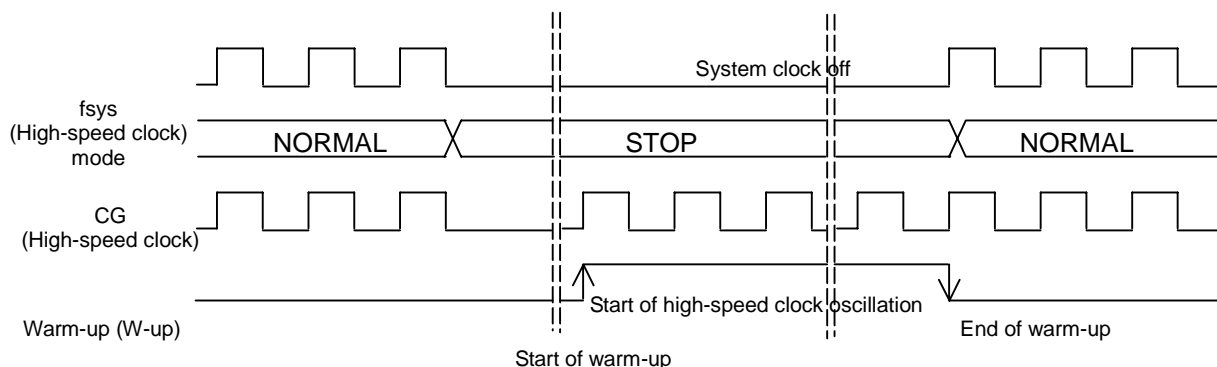 System clock off
fsys
(High-speed clock)
mode
NORMAL
STOP
NORMAL
CG
(High-speed clock)
Start of high-speed clock oscillation
Warm-up (W-up)
End of warm-up
Start of warm-up